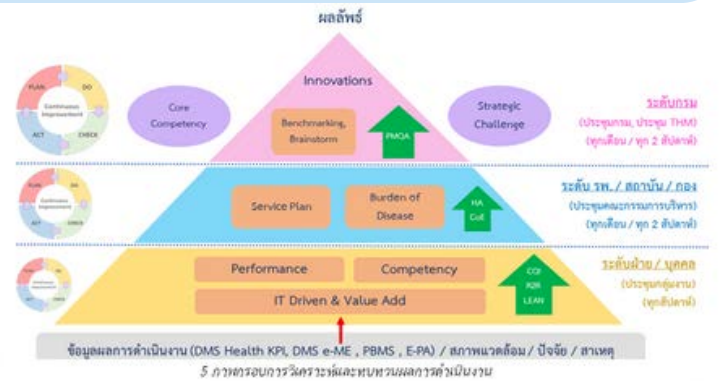 ผลลัพธ์
Innovations
PLAN
DO
Continuous
Improvement
ACT
CHECK
Core
Competency
Benchmarking,
Brainstorm
PMQA
Strategic
Challenge
ระดับกรม
(ประชุมกรม, ประชุม THM)
(ทุกเดือน / ทุก 2 สัปดาห์)
PLAN
DO
Continuous
Improvement
ACT
CHECK
Service Plan
Burden of
Disease
HA
CoE
ระดับ รพ. / สถาบัน / กอง
(ประชุมคณะกรรมการบริหาร)
(ทุกเดือน / ทุก 2 สัปดาห์)
Continuous
Improvement
ACT
CHECK
Performance
Competency
IT Driven & Value Add
CQI
R2R
LEAN
ระดับฝ่าย / บุคคล
(ประชุมกลุ่มงาน)
(ทุกสัปดาห์)
ข้อมูลผลการดำเนินงาน (DMS Health KPI, DMS e-ME , PBMS , E-PA) / สภาพแวดล้อม / ปัจจัย / สาเหตุ
5 ภาพกรอบการวิเคราะห์และทบทวนผลการดำเนินงาน